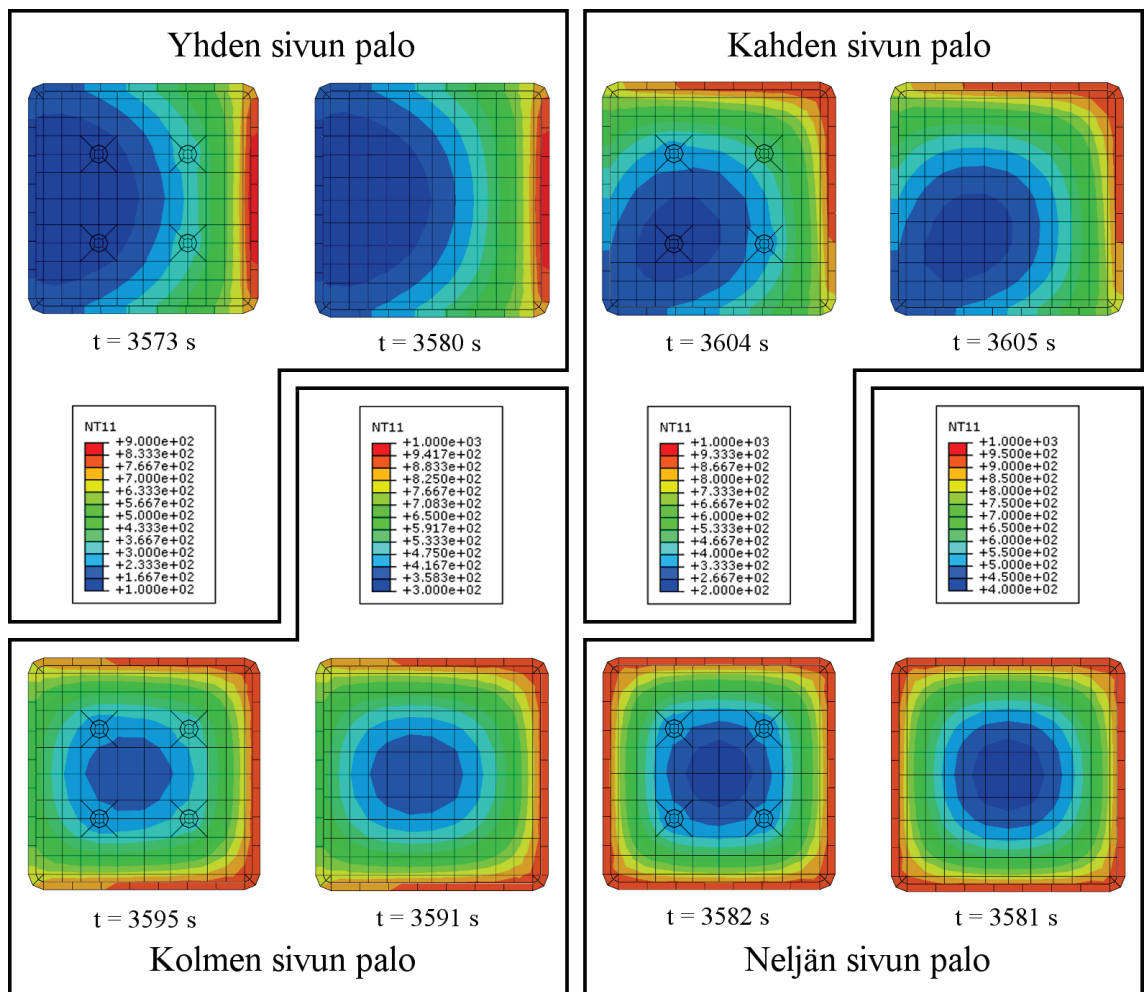 Yhden sivun palo
t = 3573 s
t = 3580 s
NT11
+9.000e+02
+8.333e+02
+7.667e+02
+7.000e+02
+6.333e+02
+5.667e+02
+5.000e+02
+4.333e+02
+3.667e+02
+3.000e+02
+2.333e+02
+1.667e+02
+1.000e+02
Kahden sivun palo
t = 3604 s
t = 3605 s
NT11
+1.000e+03
+9.333e+02
+8.667e+02
+8.000e+02
+7.333e+02
+6.667e+02
+6.000e+02
+5.333e+02
+4.667e+02
+4.000e+02
+3.333e+02
+2.667e+02
+2.000e+02
NT11
+1.000e+03
+9.417e+02
+8.833e+02
+8.250e+02
+7.667e+02
+7.083e+02
+6.500e+02
+5.917e+02
+5.333e+02
+4.750e+02
+4.167e+02
+3.583e+02
+3.000e+02
t = 3595 s
t = 3591 s
Kolmen sivun palo
NT11
+1.000e+03
+9.500e+02
+9.000e+02
+8.500e+02
+8.000e+02
+7.500e+02
+7.000e+02
+6.500e+02
+6.000e+02
+5.500e+02
+5.000e+02
+4.500e+02
+4.000e+02
t = 3582 s
t = 3581 s
Neljän sivun palo